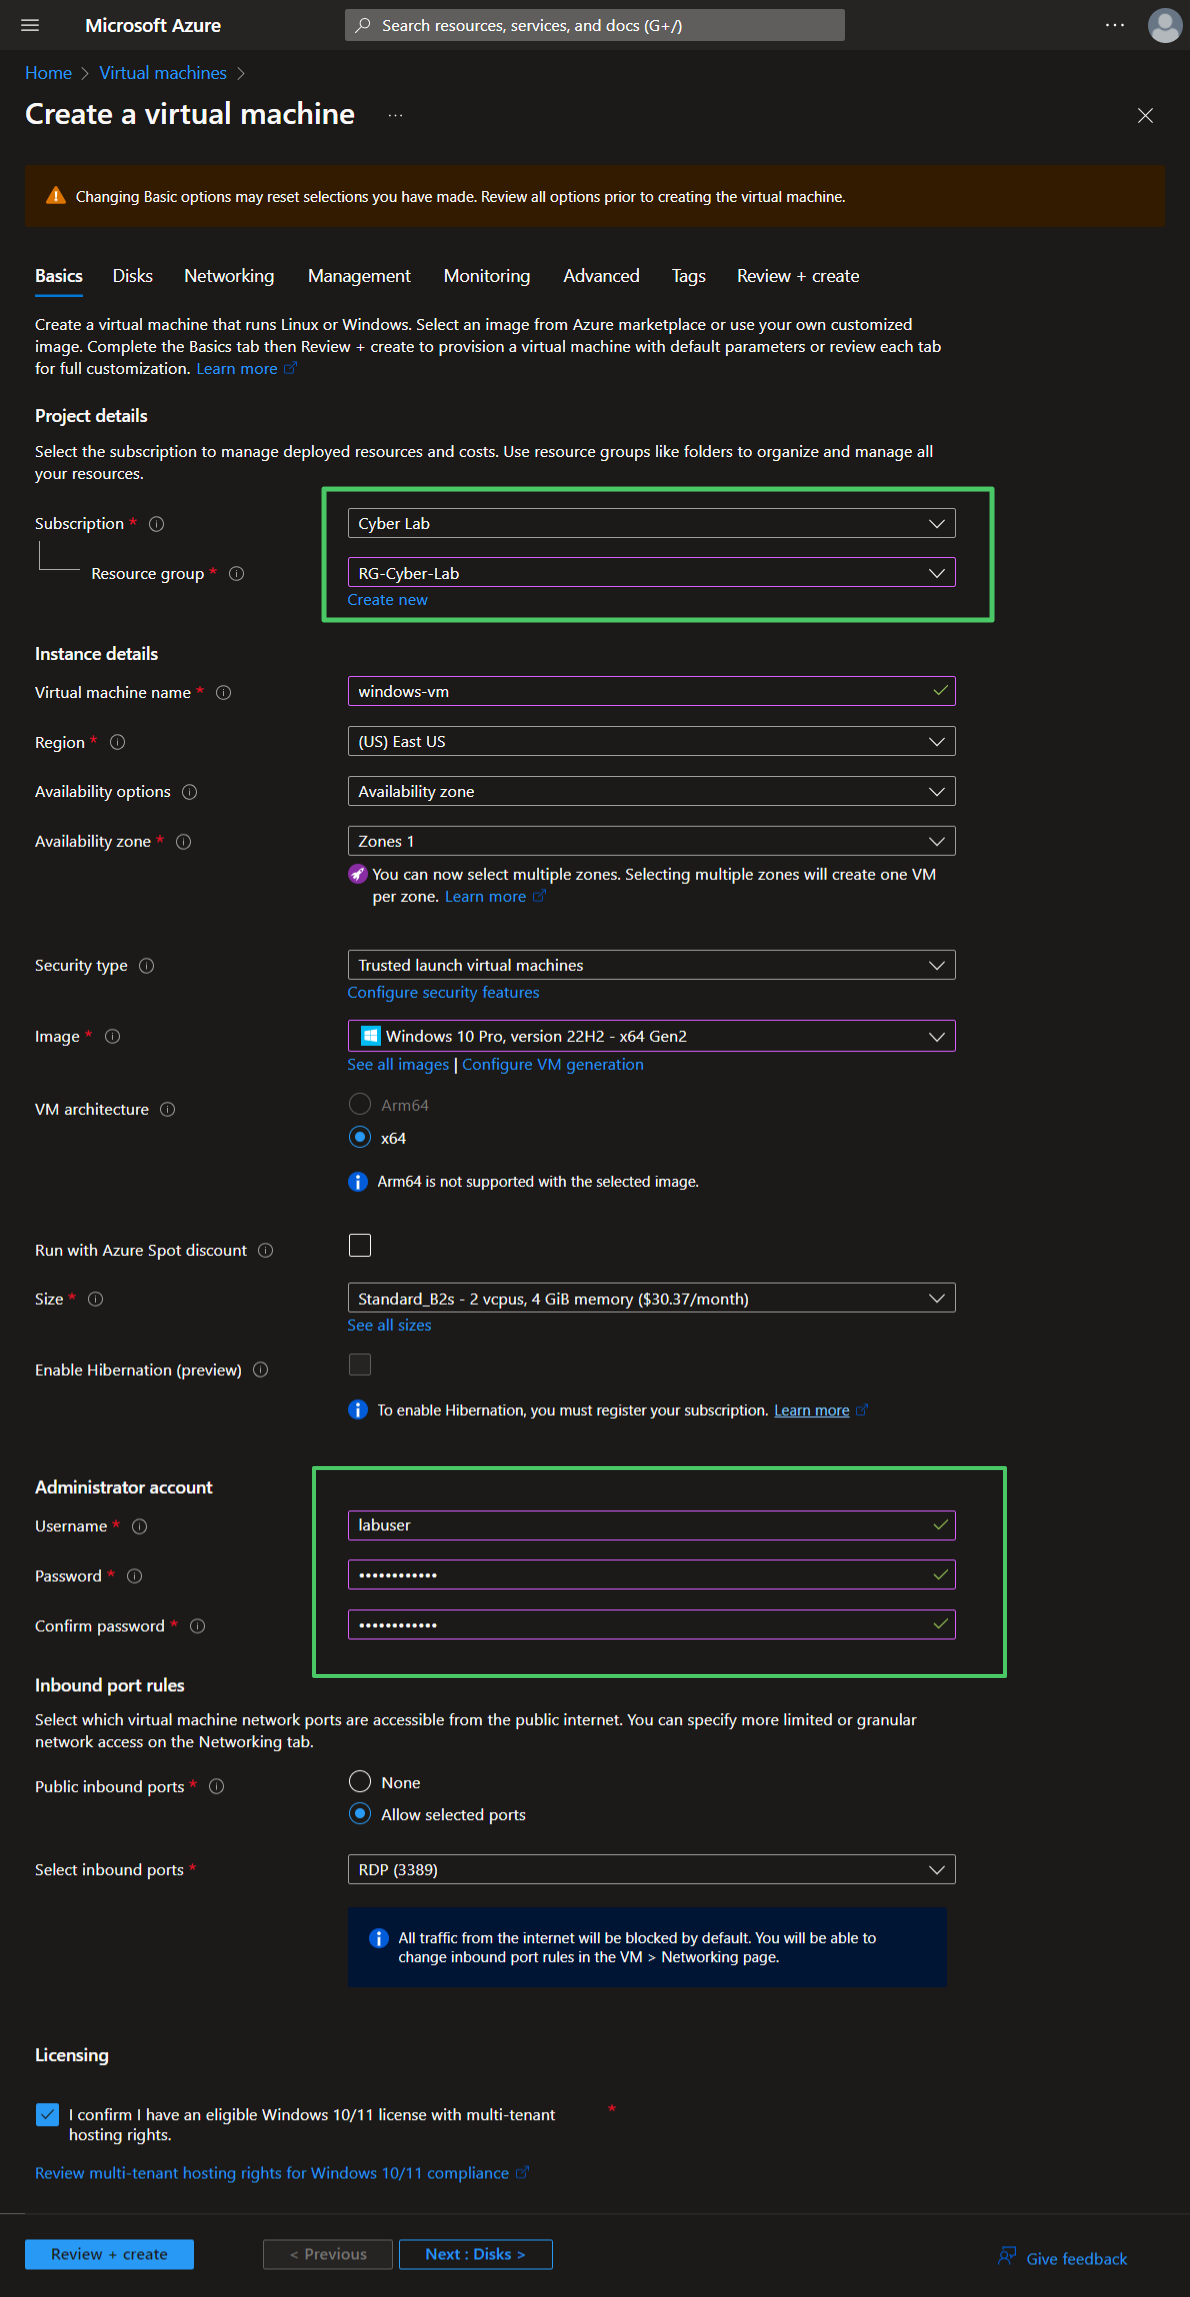 Microsoft Azure
Search resources, services, and docs (G+/)
Home > Virtual machines >
Create a virtual machine ...
Changing Basic options may reset selections you have made. Review all options prior to creating the virtual machine.
Basics Disks Networking Management Monitoring Advanced Tags Review + create
Create a virtual machine that runs Linux or Windows. Select an image from Azure marketplace or use your own customized
image. Complete the Basics tab then Review + create to provision a virtual machine with default parameters or review each tab
for full customization. Learn more
Project details
Select the subscription to manage deployed resources and costs. Use resource groups like folders to organize and manage all
your resources.
Subscription *
Cyber Lab
Resource group *
RG-Cyber-Lab
Create new
Instance details
Virtual machine name *
windows-vm
Region *
(US) East US
Availability options
Availability zone
Availability zone *
Zones 1
You can now select multiple zones. Selecting multiple zones will create one VM
per zone. Learn more
Security type
Trusted launch virtual machines
Configure security features
Image *
Windows 10 Pro, version 22H2 - x64 Gen2
See all images | Configure VM generation
VM architecture
Arm64
x64
Arm64 is not supported with the selected image.
Run with Azure Spot discount
Size *
Standard_B2s - 2 vcpus, 4 GiB memory ($30.37/month)
See all sizes
Enable Hibernation (preview)
To enable Hibernation, you must register your subscription. Learn more
Administrator account
Username *
labuser
Password *
••••••••••••
Confirm password *
••••••••••••
Inbound port rules
Select which virtual machine network ports are accessible from the public internet. You can specify more limited or granular
network access on the Networking tab.
Public inbound ports *
None
Allow selected ports
Select inbound ports *
RDP (3389)
All traffic from the internet will be blocked by default. You will be able to
change inbound port rules in the VM > Networking page.
Licensing
I confirm I have an eligible Windows 10/11 license with multi-tenant *
hosting rights.
Review multi-tenant hosting rights for Windows 10/11 compliance
Review + create
< Previous
Next : Disks >
Give feedback